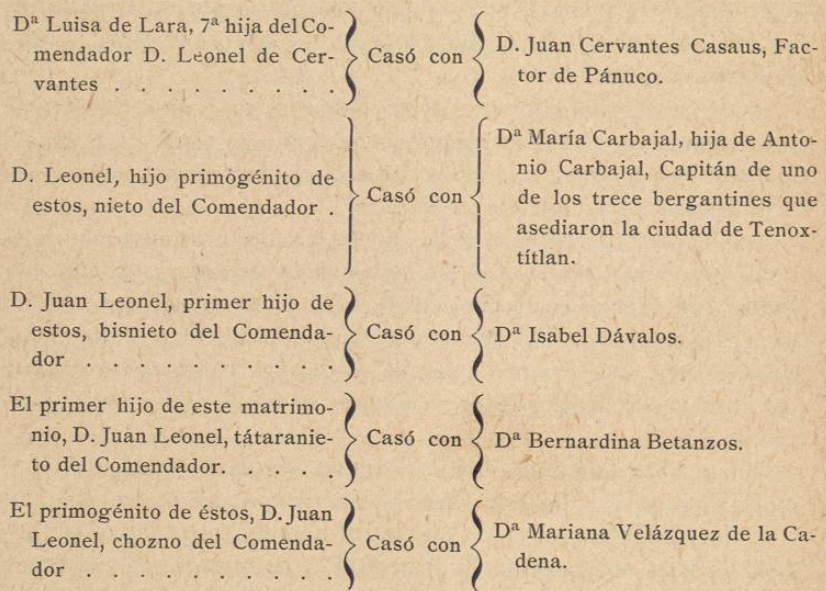 Dª Luisa de Lara, 7ª hija del Co-
mendador D. Leonel de Cer-
vantes . . . . . . . . .
Casó con
D. Juan Cervantes Casaus, Fac-
tor de Pánuco.
D. Leonel, hijo primogénito de
estos, nieto del Comendador .
Casó con
Dª María Carbajal, hija de Anto-
nio Carbajal, Capitán de uno
de los trece bergantines que
asediaron la ciudad de Tenox-
títlan.
D. Juan Leonel, primer hijo de
estos, bisnieto del Comenda-
dor . . . . . . . . . .
Casó con
Dª Isabel Dávalos.
El primer hijo de este matrimo-
nio, D. Juan Leonel, tátaranie-
to del Comendador. . . . .
Casó con
Dª Bernardina Betanzos.
El primogénito de éstos, D. Juan
Leonel, chozno del Comenda-
dor . . . . . . . . . .
Casó con
Dª Mariana Velázquez de la Ca-
dena.